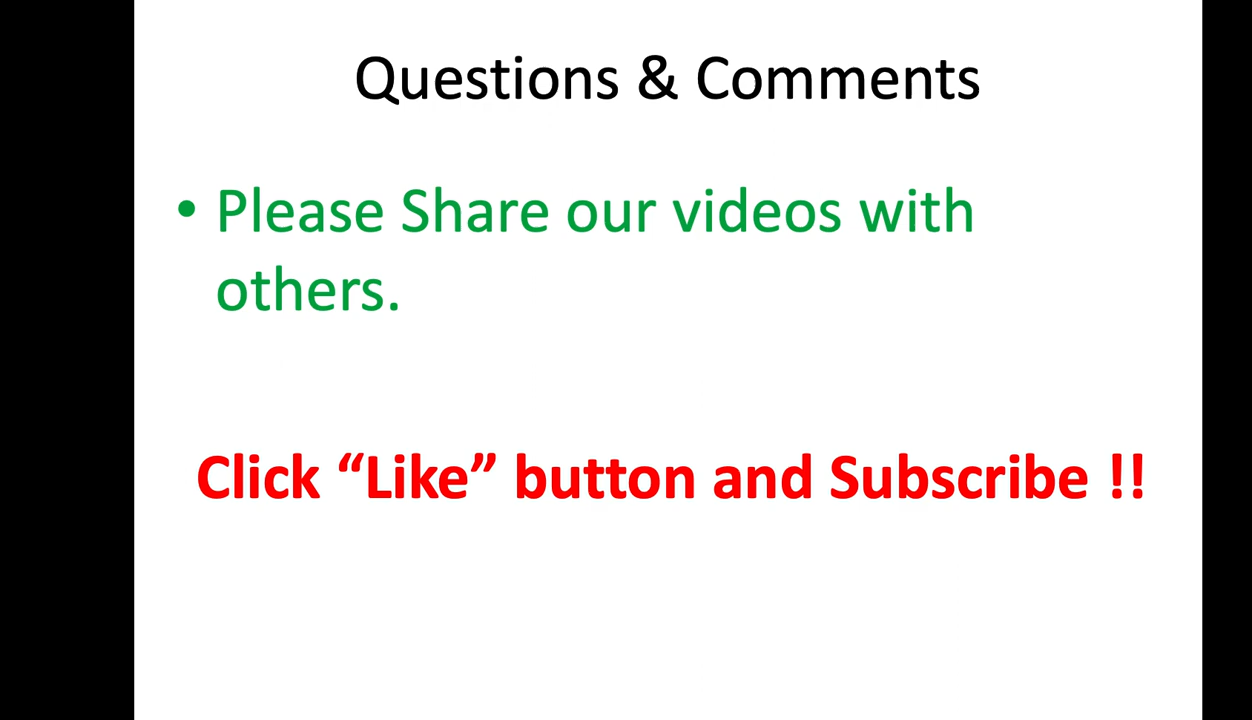 Questions & Comments
• Please Share our videos with
others.
Click “Like” button and Subscribe !!